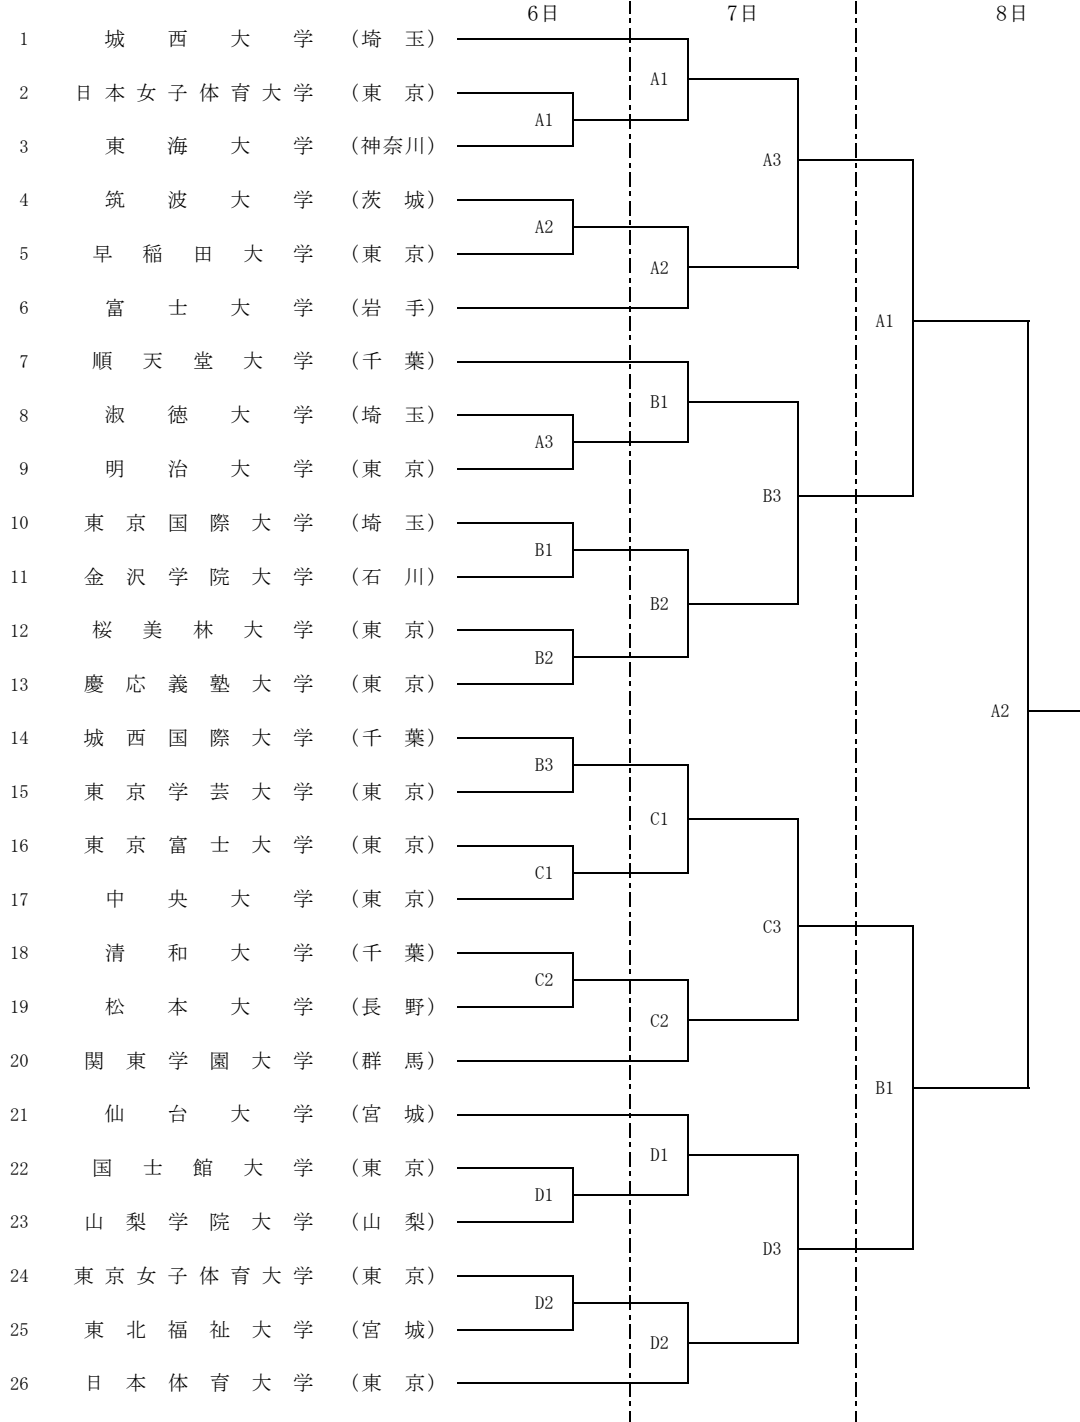 6日 7日 8日
1 城西大学 (埼玉)
A1
2 日本女子体育大学 (東京)
A1
3 東海大学 (神奈川)
A3
4 筑波大学 (茨城)
A2
5 早稲田大学 (東京)
A2
6 富士大学 (岩手)
A1
7 順天堂大学 (千葉)
B1
8 淑徳大学 (埼玉)
A3
9 明治大学 (東京)
B3
10 東京国際大学 (埼玉)
B1
11 金沢学院大学 (石川)
B2
12 桜美林大学 (東京)
B2
13 慶応義塾大学 (東京)
A2
14 城西国際大学 (千葉)
B3
15 東京学芸大学 (東京)
C1
16 東京富士大学 (東京)
C1
17 中央大学 (東京)
C3
18 清和大学 (千葉)
C2
19 松本大学 (長野)
C2
20 関東学園大学 (群馬)
B1
21 仙台大学 (宮城)
D1
22 国士館大学 (東京)
D1
23 山梨学院大学 (山梨)
D3
24 東京女子体育大学 (東京)
D2
25 東北福祉大学 (宮城)
D2
26 日本体育大学 (東京)